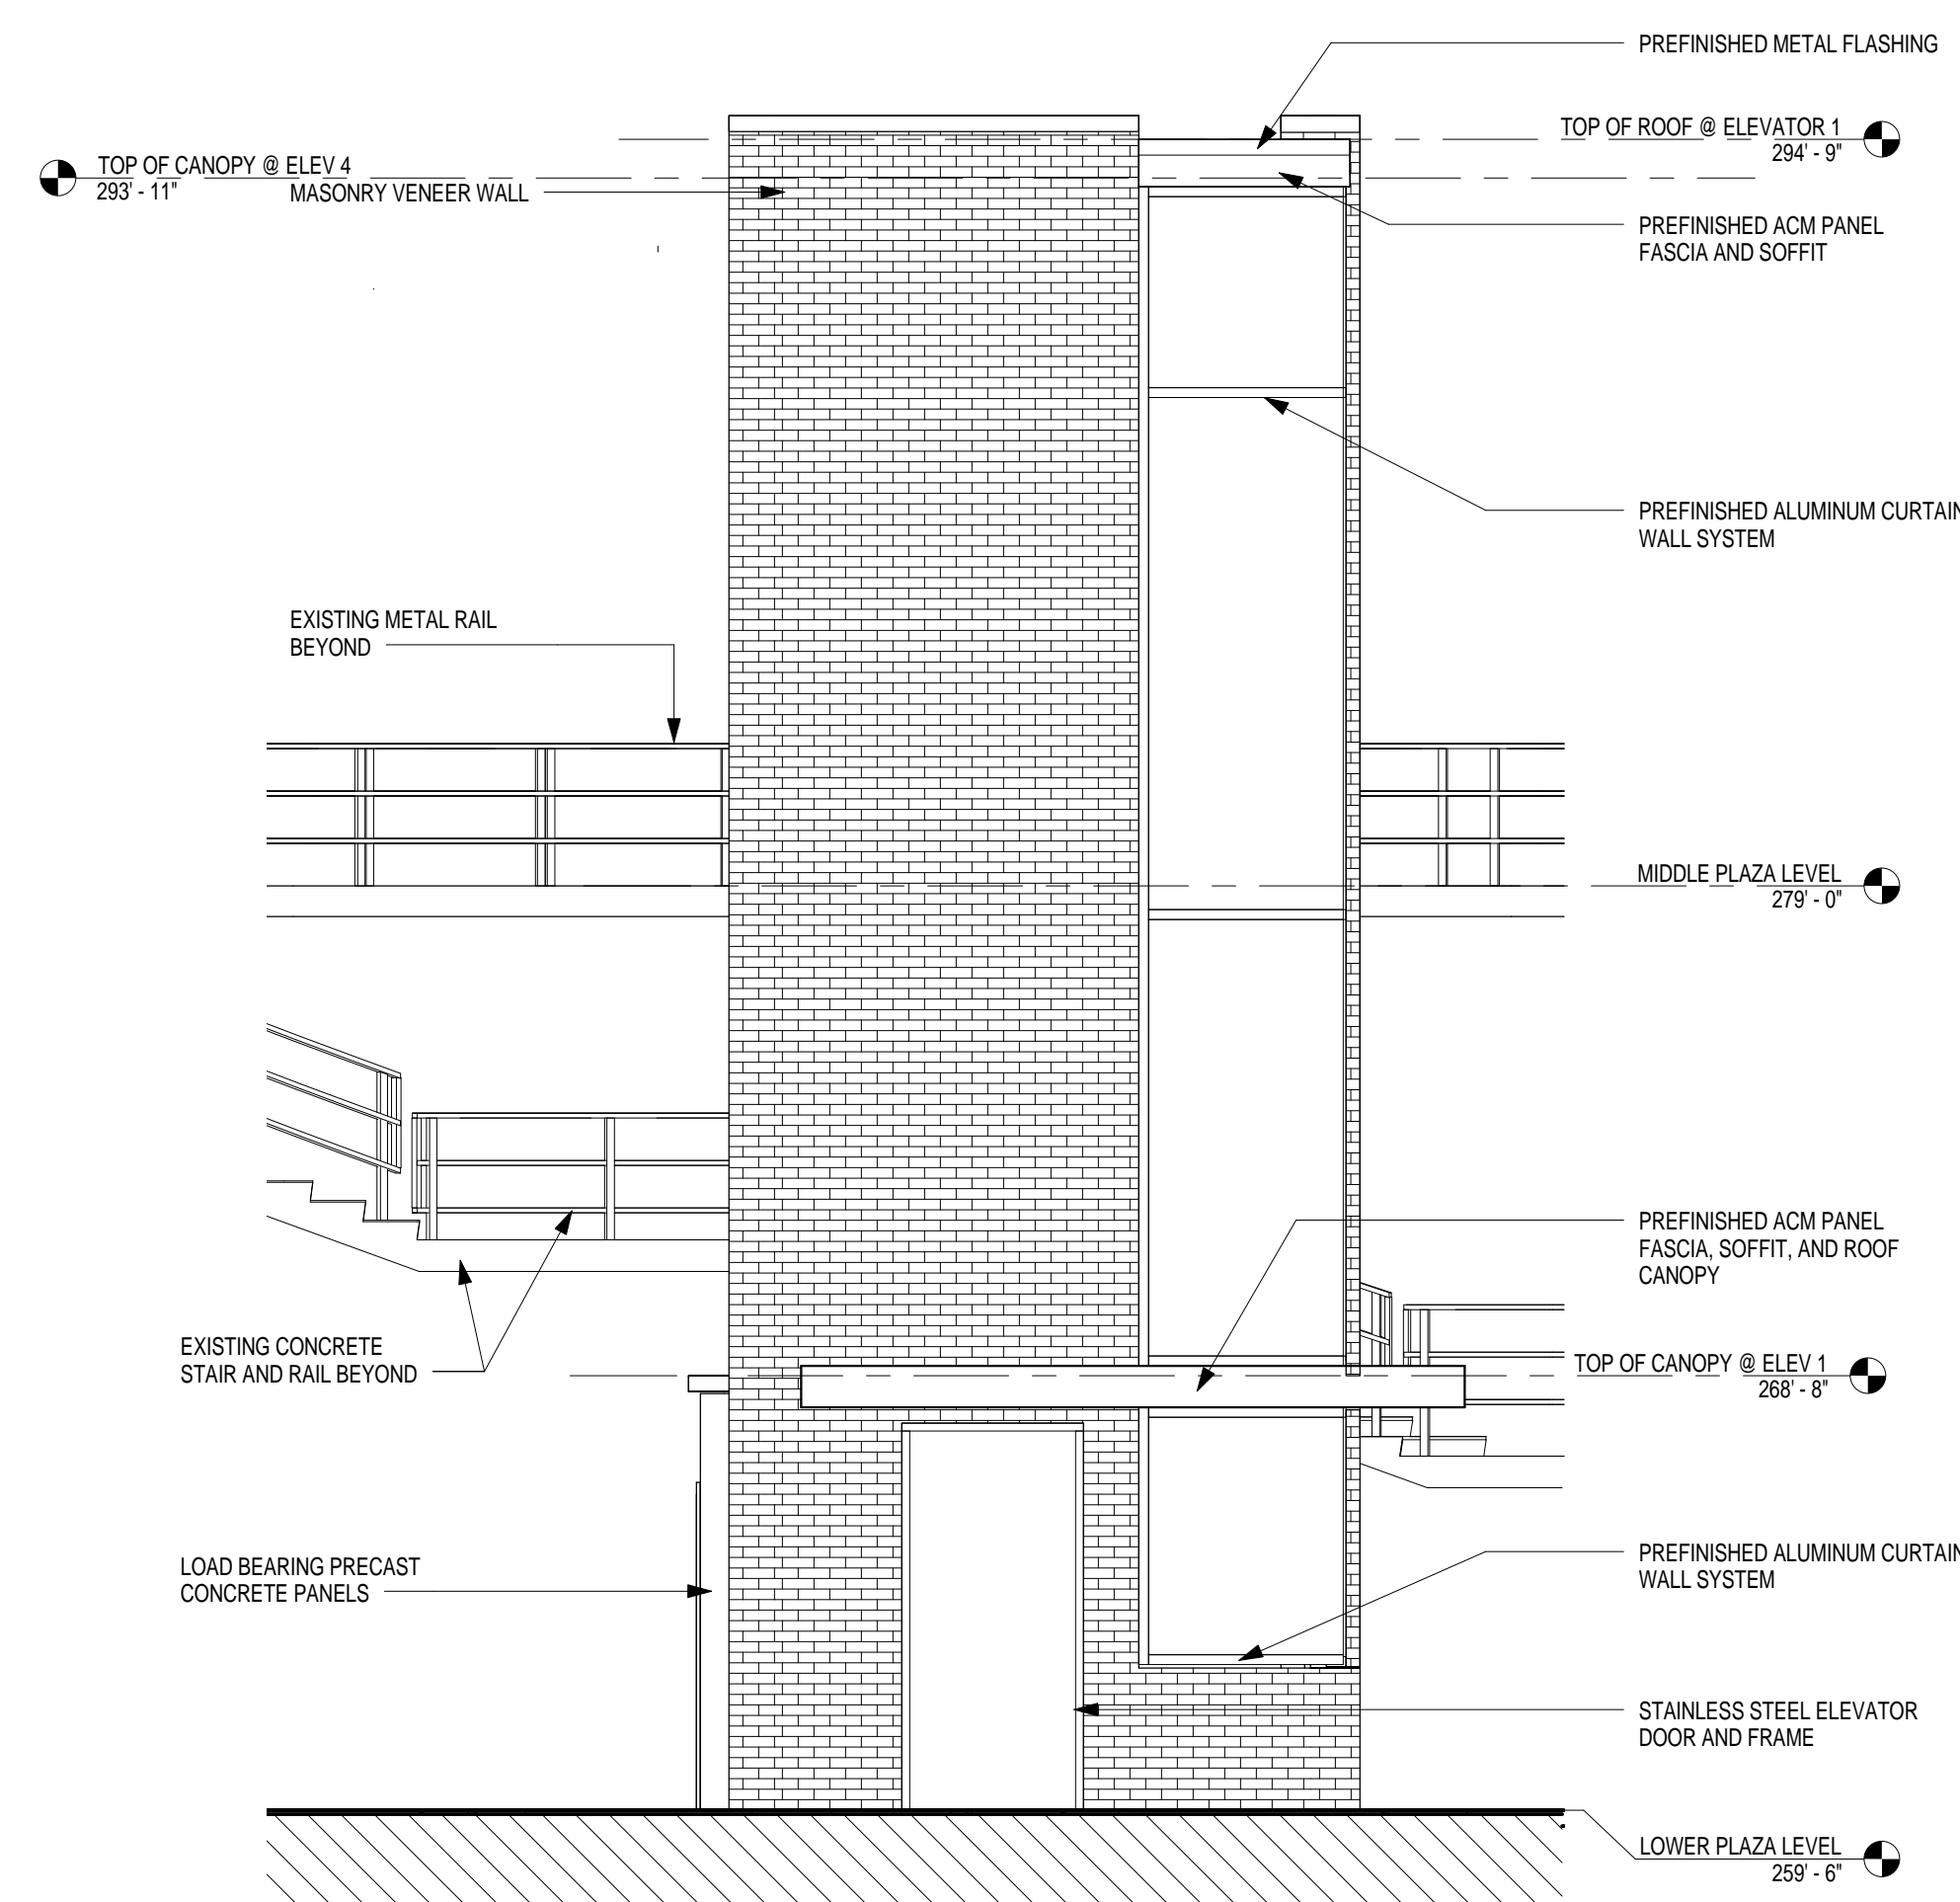 PREFINISHED METAL FLASHING
TOP OF ROOF @ ELEVATOR 1
294' - 9"
TOP OF CANOPY @ ELEV 4
293' - 11"
MASONRY VENEER WALL
PREFINISHED ACM PANEL
FASCIA AND SOFFIT
PREFINISHED ALUMINUM CURTAIN
WALL SYSTEM
EXISTING METAL RAIL
BEYOND
MIDDLE PLAZA LEVEL
279' - 0"
PREFINISHED ACM PANEL
FASCIA, SOFFIT, AND ROOF
CANOPY
EXISTING CONCRETE
STAIR AND RAIL BEYOND
TOP OF CANOPY @ ELEV 1
268' - 8"
LOAD BEARING PRECAST
CONCRETE PANELS
PREFINISHED ALUMINUM CURTAIN
WALL SYSTEM
STAINLESS STEEL ELEVATOR
DOOR AND FRAME
LOWER PLAZA LEVEL
259' - 6"